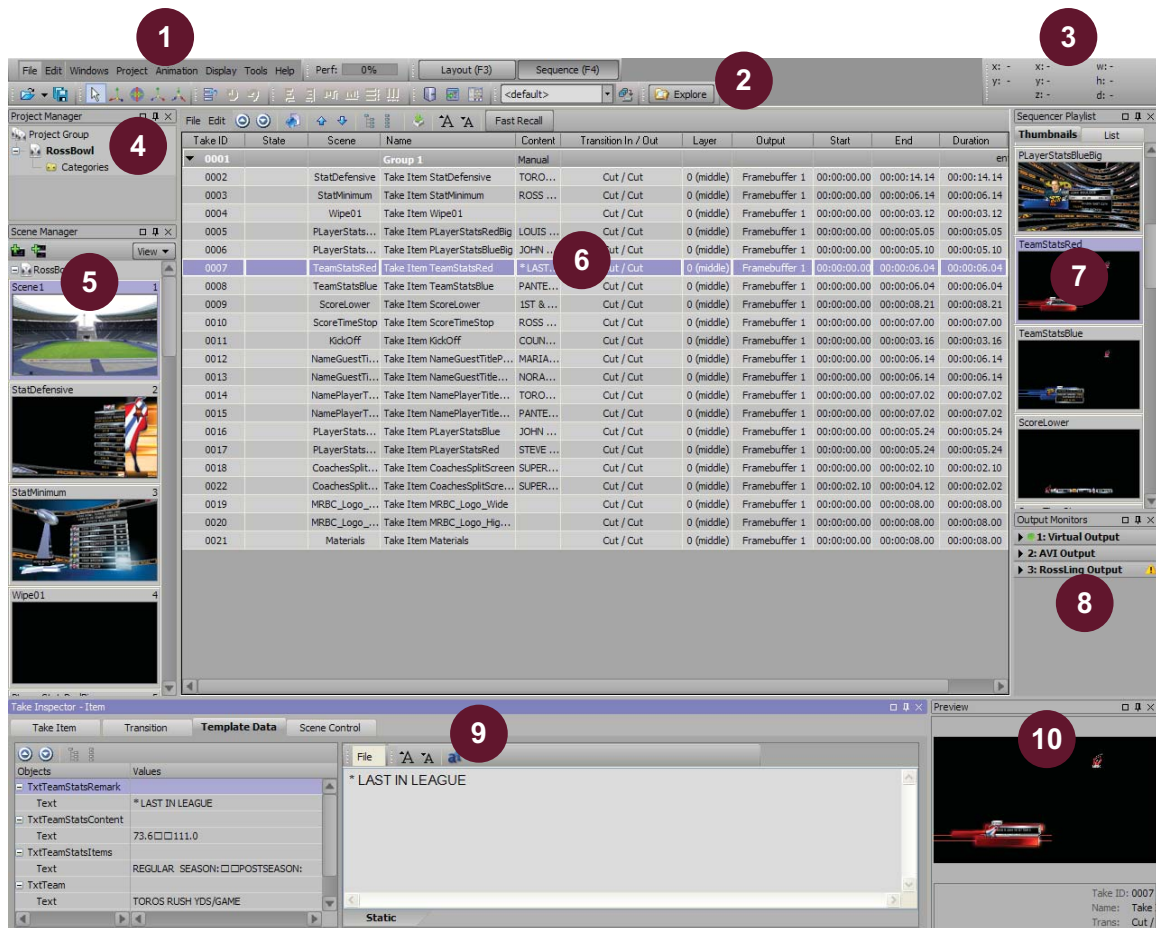 1
2
3
File Edit Windows Project Animation Display Tools Help Perf: 0% Layout (F3) Sequence (F4)
x: - x: - w: -
y: - y: - h: -
z: - d: -
<default> Explore
Project Manager
Project Group
RossBowl
Categories
4
Scene Manager
View
RossBo
5
Scene1 1
StatDefensive 2
StatMinimum 3
Wipe01 4
File Edit A A Fast Recall
Take ID State Scene Name Content Transition In / Out Layer Output Start End Duration
0001 Group 1 Manual en
0002 StatDefensive Take Item StatDefensive TORO... Cut / Cut 0 (middle) Framebuffer 1 00:00:00.00 00:00:14.14 00:00:14.14
0003 StatMinimum Take Item StatMinimum ROSS ... Cut / Cut 0 (middle) Framebuffer 1 00:00:00.00 00:00:06.14 00:00:06.14
0004 Wipe01 Take Item Wipe01 Cut / Cut 0 (middle) Framebuffer 1 00:00:00.00 00:00:03.12 00:00:03.12
0005 PLayerStats... Take Item PLayerStatsRedBig LOUIS ... Cut / Cut 0 (middle) Framebuffer 1 00:00:00.00 00:00:05.05 00:00:05.05
0006 PLayerStats... Take Item PLayerStatsBlueBig JOHN ... Cut / Cut 0 (middle) Framebuffer 1 00:00:00.00 00:00:05.10 00:00:05.10
0007 TeamStatsRed Take Item TeamStatsRed * LAST... Cut / Cut 0 (middle) Framebuffer 1 00:00:00.00 00:00:06.04 00:00:06.04
6
0008 TeamStatsBlue Take Item TeamStatsBlue PANTE... Cut / Cut 0 (middle) Framebuffer 1 00:00:00.00 00:00:06.04 00:00:06.04
0009 ScoreLower Take Item ScoreLower 1ST & ... Cut / Cut 0 (middle) Framebuffer 1 00:00:00.00 00:00:08.21 00:00:08.21
0010 ScoreTimeStop Take Item ScoreTimeStop ROSS ... Cut / Cut 0 (middle) Framebuffer 1 00:00:00.00 00:00:07.00 00:00:07.00
0011 KickOff Take Item KickOff COUN... Cut / Cut 0 (middle) Framebuffer 1 00:00:00.00 00:00:03.16 00:00:03.16
0012 NameGuestTi... Take Item NameGuestTitleP... MARIA... Cut / Cut 0 (middle) Framebuffer 1 00:00:00.00 00:00:06.14 00:00:06.14
0013 NameGuestTi... Take Item NameGuestTitle... NORA... Cut / Cut 0 (middle) Framebuffer 1 00:00:00.00 00:00:06.14 00:00:06.14
0014 NamePlayerT... Take Item NamePlayerTitle... TORO... Cut / Cut 0 (middle) Framebuffer 1 00:00:00.00 00:00:07.02 00:00:07.02
0015 NamePlayerT... Take Item NamePlayerTitle... PANTE... Cut / Cut 0 (middle) Framebuffer 1 00:00:00.00 00:00:07.02 00:00:07.02
0016 PLayerStats... Take Item PLayerStatsBlue JOHN ... Cut / Cut 0 (middle) Framebuffer 1 00:00:00.00 00:00:05.24 00:00:05.24
0017 PLayerStats... Take Item PLayerStatsRed STEVE ... Cut / Cut 0 (middle) Framebuffer 1 00:00:00.00 00:00:05.24 00:00:05.24
0018 CoachesSplit... Take Item CoachesSplitScreen SUPER... Cut / Cut 0 (middle) Framebuffer 1 00:00:00.00 00:00:02.10 00:00:02.10
0022 CoachesSplit... Take Item CoachesSplitScre... SUPER... Cut / Cut 0 (middle) Framebuffer 1 00:00:02.10 00:00:04.12 00:00:02.02
0019 MRBC_Logo_... Take Item MRBC_Logo_Wide Cut / Cut 0 (middle) Framebuffer 1 00:00:00.00 00:00:08.00 00:00:08.00
0020 MRBC_Logo_... Take Item MRBC_Logo_Hig... Cut / Cut 0 (middle) Framebuffer 1 00:00:00.00 00:00:08.00 00:00:08.00
0021 Materials Take Item Materials Cut / Cut 0 (middle) Framebuffer 1 00:00:00.00 00:00:08.00 00:00:08.00
Sequencer Playlist
Thumbnails List
PLayerStatsBlueBig
TeamStatsRed
7
TeamStatsBlue
ScoreLower
Output Monitors
1: Virtual Output
2: AVI Output
3: RossLinq Output
8
Take Inspector - Item
Take Item Transition Template Data Scene Control
9
Objects Values
TxtTeamStatsRemark
Text * LAST IN LEAGUE
TxtTeamStatsContent
Text 73.6□□111.0
TxtTeamStatsItems
Text REGULAR SEASON:□□POSTSEASON:
TxtTeam
Text TOROS RUSH YDS/GAME
File A A a
* LAST IN LEAGUE
Static
Preview
10
Take ID: 0007
Name: Take
Trans: Cut /